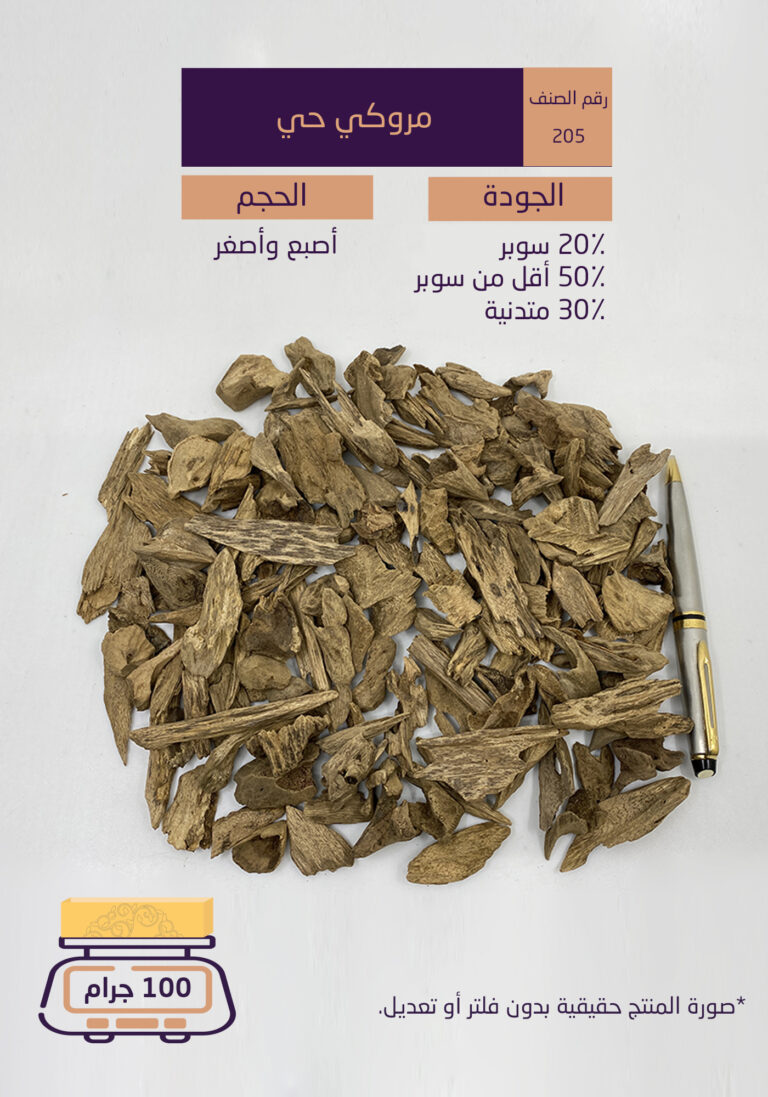 رقم الصنف
205
مروكي حي
الجودة
20٪ سوبر
50٪ أقل من سوبر
30٪ متدنية
الحجم
أصبع وأصغر
100 جرام
*صورة المنتج حقيقية بدون فلتر أو تعديل.